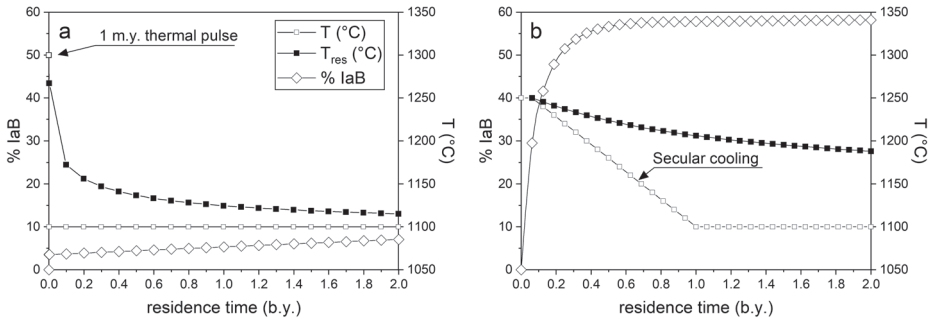 a
1 m.y. thermal pulse
T (°C)
Tres (°C)
% IaB
60
50
40
30
20
10
0
% IaB
1350
1300
1250
1200
1150
1100
1050
T (°C)
0.0 0.2 0.4 0.6 0.8 1.0 1.2 1.4 1.6 1.8 2.0
residence time (b.y.)
b
Secular cooling
60
50
40
30
20
10
0
% IaB
1350
1300
1250
1200
1150
1100
1050
T (°C)
0.0 0.2 0.4 0.6 0.8 1.0 1.2 1.4 1.6 1.8 2.0
residence time (b.y.)